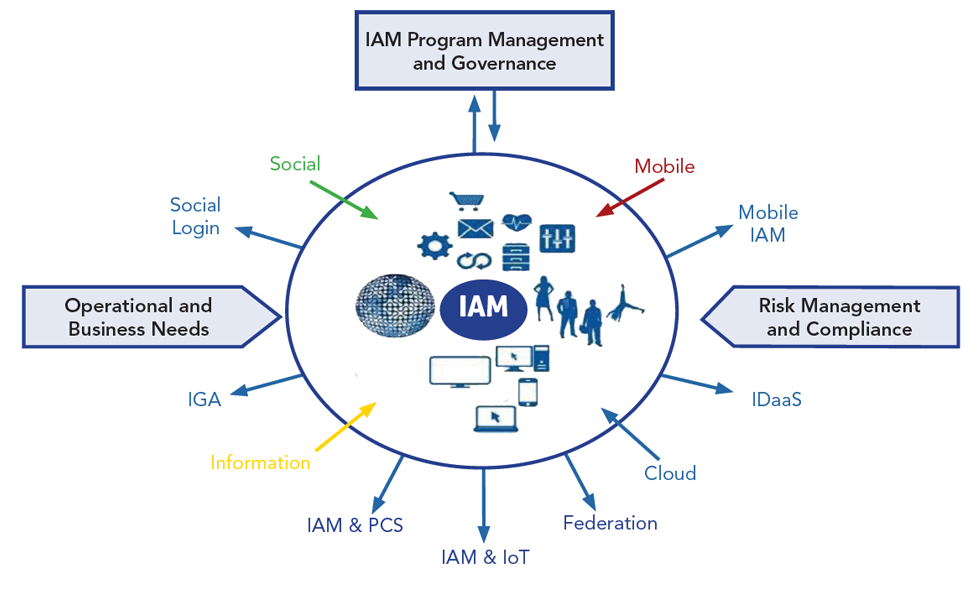 IAM Program Management
and Governance
Social
Mobile
Social
Login
Mobile
IAM
Operational and
Business Needs
IAM
Risk Management
and Compliance
IGA
IDaaS
Information
Cloud
IAM & PCS
Federation
IAM & IoT